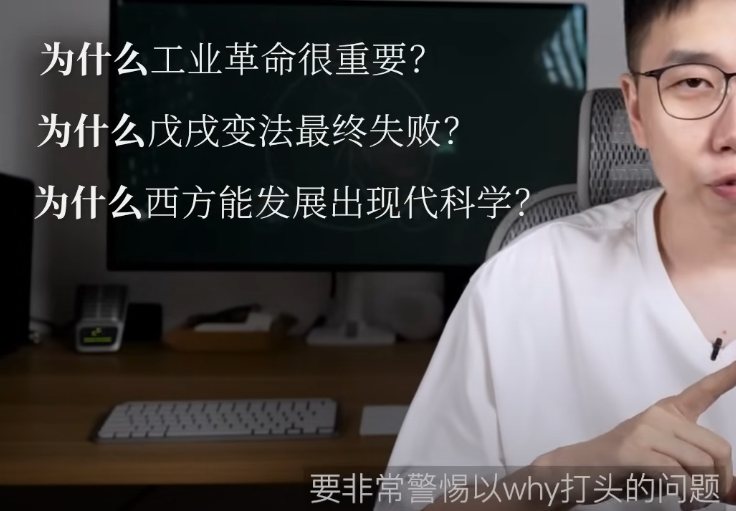 为什么工业革命很重要？
为什么戊戌变法最终失败？
为什么西方能发展出现代科学？
要非常警惕以why打头的问题